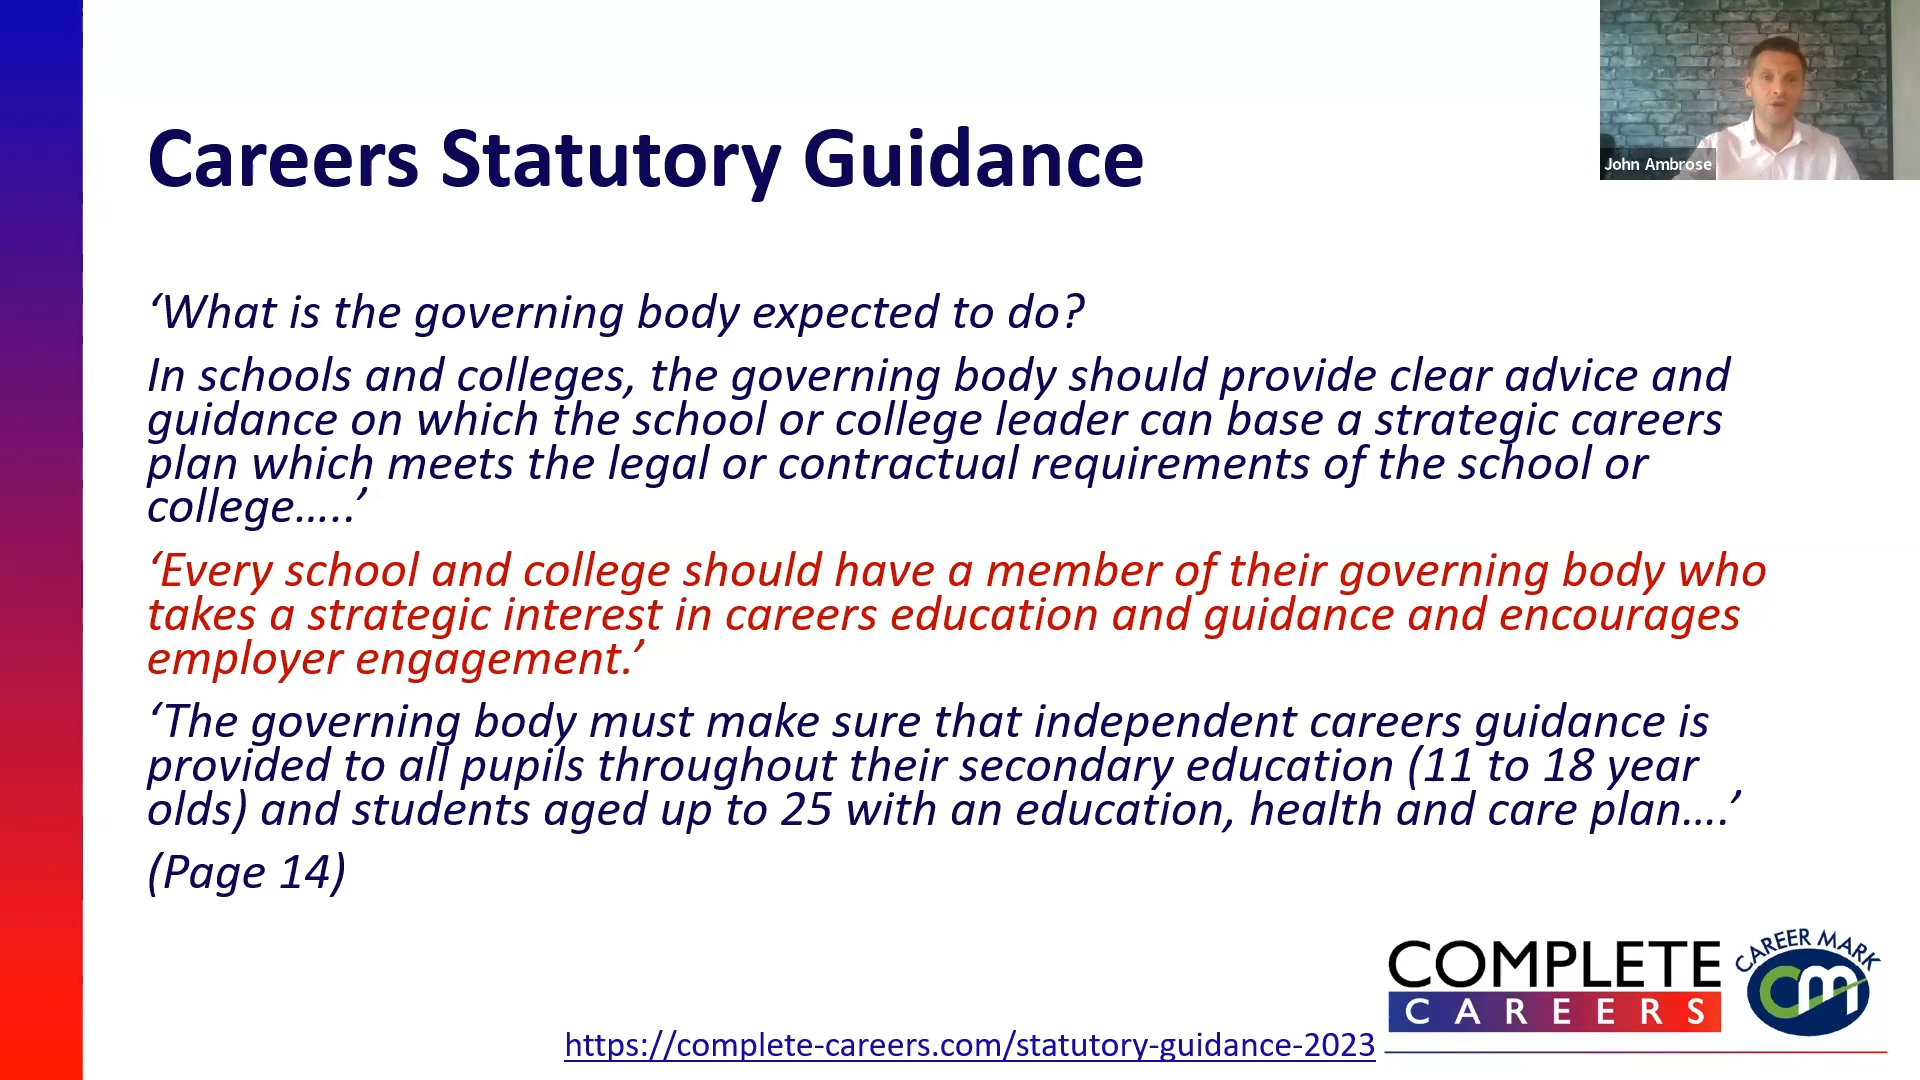 John Ambrose
Careers Statutory Guidance
‘What is the governing body expected to do?
In schools and colleges, the governing body should provide clear advice and
guidance on which the school or college leader can base a strategic careers
plan which meets the legal or contractual requirements of the school or
college…..’
‘Every school and college should have a member of their governing body who
takes a strategic interest in careers education and guidance and encourages
employer engagement.’
‘The governing body must make sure that independent careers guidance is
provided to all pupils throughout their secondary education (11 to 18 year
olds) and students aged up to 25 with an education, health and care plan….’
(Page 14)
COMPLETE
CAREERS
CAREER MARK
cm
https://complete-careers.com/statutory-guidance-2023